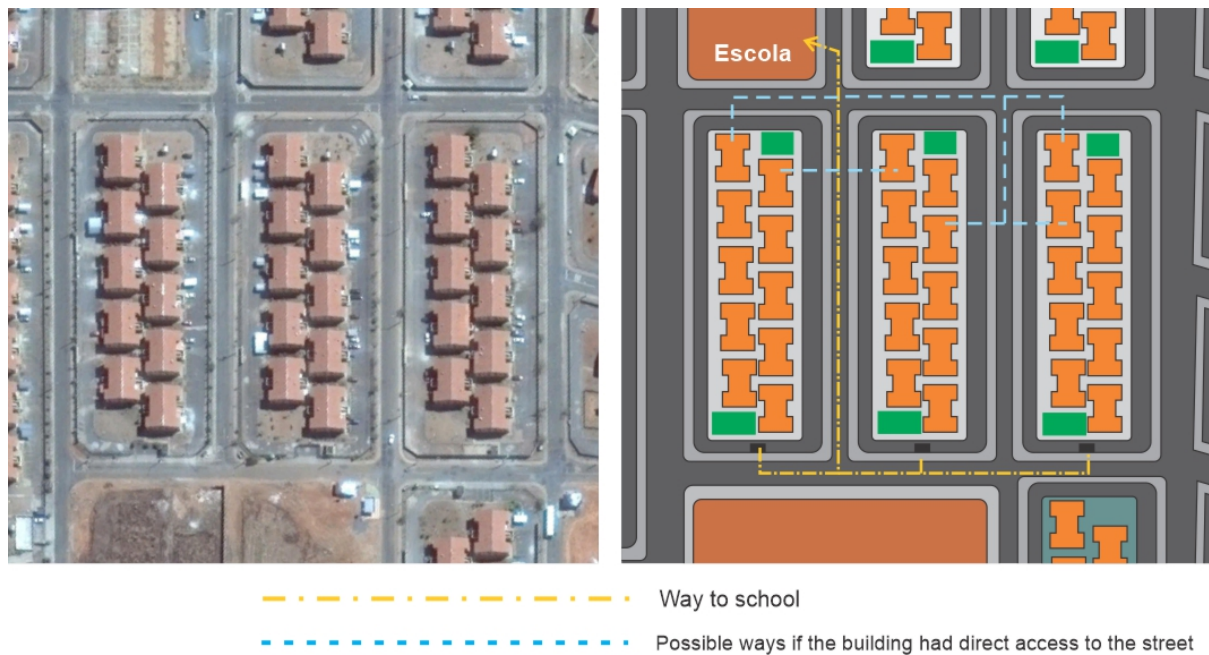 Escola
Way to school
Possible ways if the building had direct access to the street